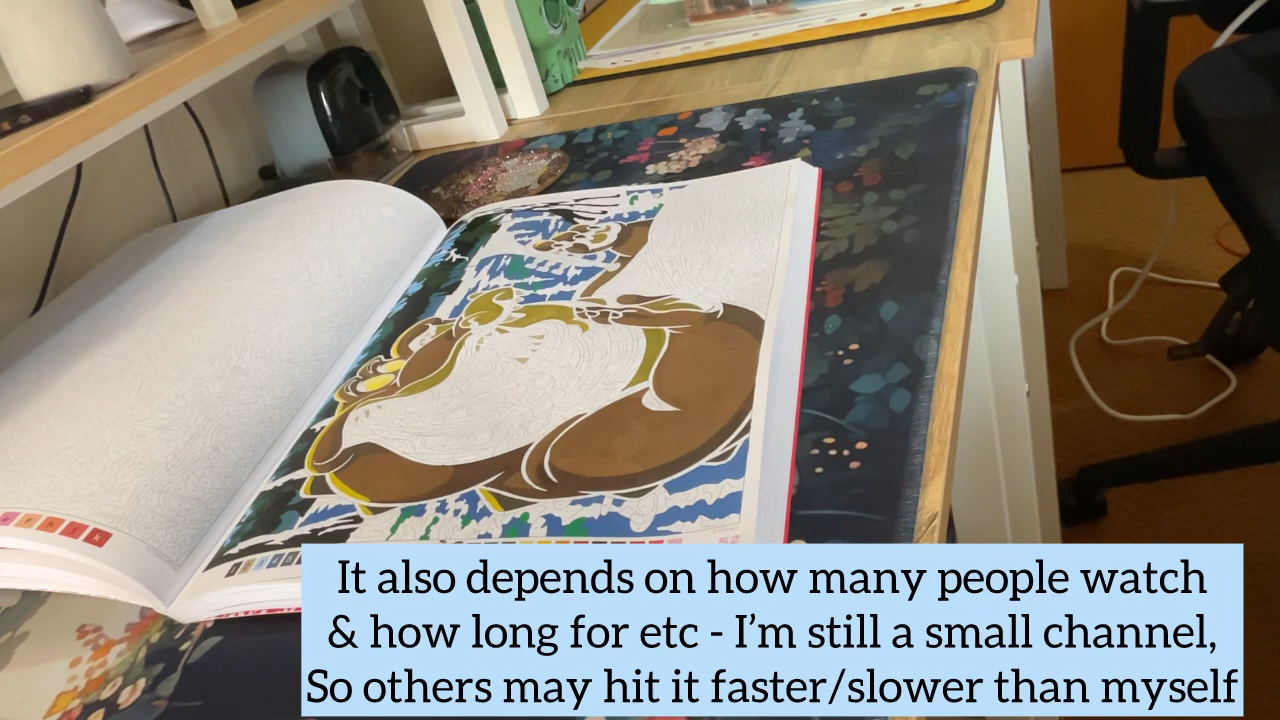 It also depends on how many people watch
& how long for etc - I'm still a small channel,
So others may hit it faster/slower than myself
52